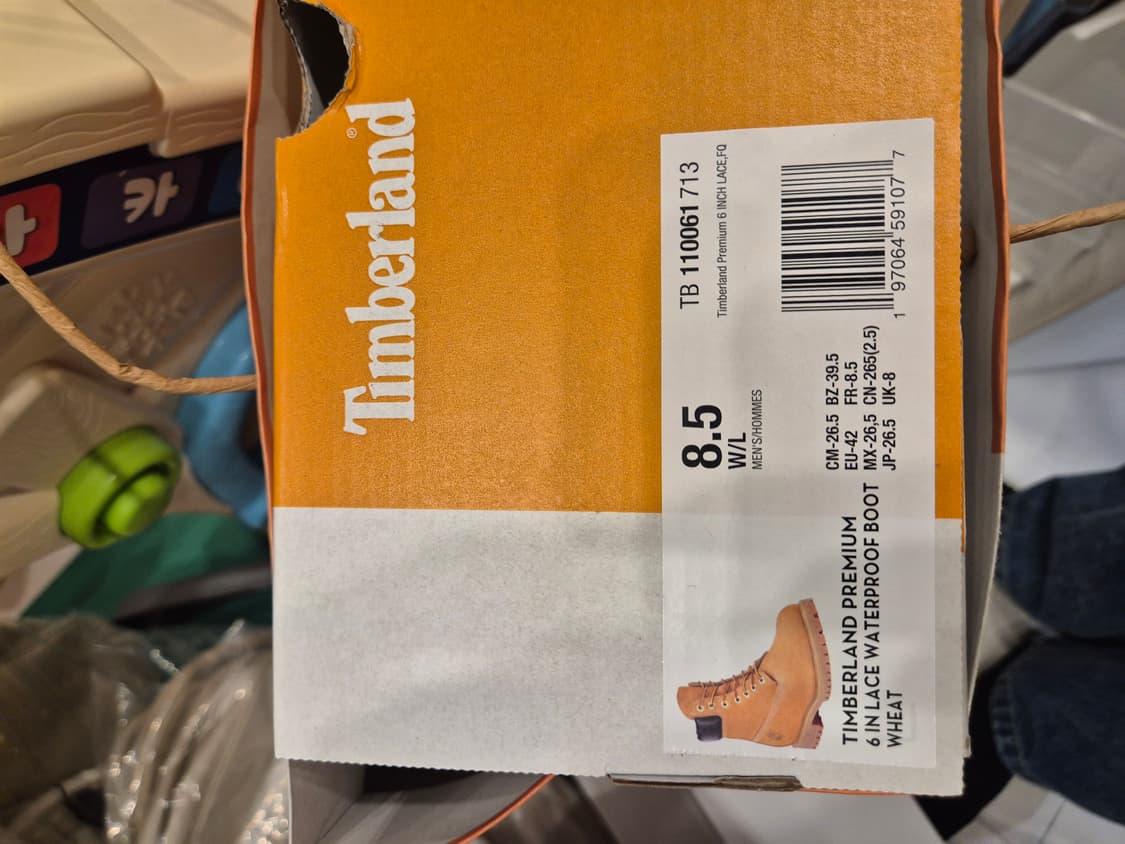 Timberland®
TB 110061 713
Timberland Premium 6 INCH LACE,FQ
8.5
W/L
MEN'S/HOMMES
CM-26.5 BZ-39.5
EU-42 FR-8.5
MX-26,5 CN-265(2.5)
JP-26.5 UK-8
1 97064 59107 7
TIMBERLAND PREMIUM
6 IN LACE WATERPROOF BOOT
WHEAT